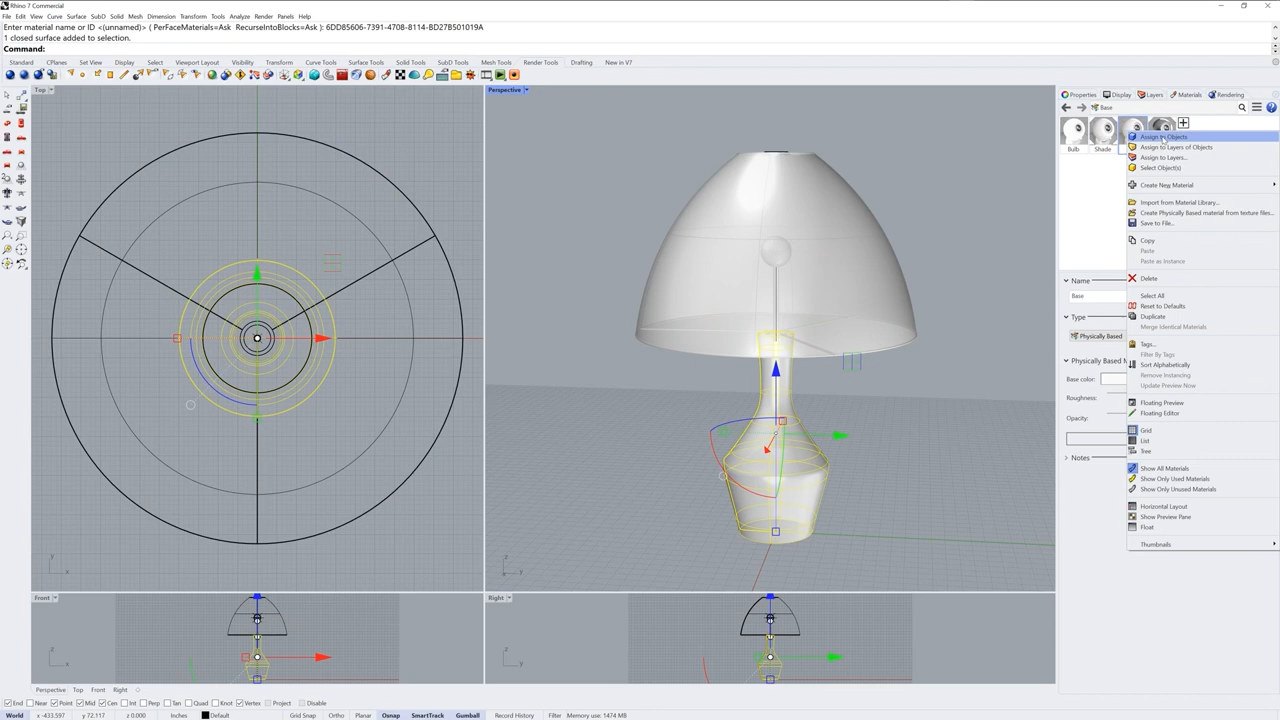 Rhino 7 Commercial
File Edit View Curve Surface SubD Solid Mesh Dimension Transform Tools Analyze Render Panels Help
Enter material name or ID <(unnamed)> ( PerFaceMaterials=Ask RecurseIntoBlocks=Ask ): 6DD85606-7391-4708-8114-BD27B501019A
1 closed surface added to selection.
Command:
Standard CPlanes Set View Display Select Viewport Layout Visibility Transform Curve Tools Surface Tools Solid Tools SubD Tools Mesh Tools Render Tools Drafting New in V7
Top
Perspective
Properties Display Layers Materials Rendering
Base
Bulb Shade
Assign to Objects
Assign to Layers of Objects
Assign to Layers...
Select Object(s)
Create New Material
Import from Material Library...
Create Physically Based material from texture files...
Save to File...
Copy
Paste
Paste as Instance
Delete
Select All
Reset to Defaults
Duplicate
Merge Identical Materials
Tags...
Filter By Tags
Sort Alphabetically
Remove Instancing
Update Preview Now
Floating Preview
Floating Editor
Grid
List
Tree
Show All Materials
Show Only Used Materials
Show Only Unused Materials
Horizontal Layout
Show Preview Pane
Float
Thumbnails
Name
Base
Type
Physically Based
Physically Based M
Base color:
Roughness:
Opacity:
Notes
y
x
z
y
Front
Right
z
x
z
y
Perspective Top Front Right
End Near Point Mid Cen Int Perp Tan Quad Knot Vertex Project Disable
World x -433.597 y 72.117 z 0.000 Inches Default Grid Snap Ortho Planar Osnap SmartTrack Gumball Record History Filter Memory use: 1474 MB